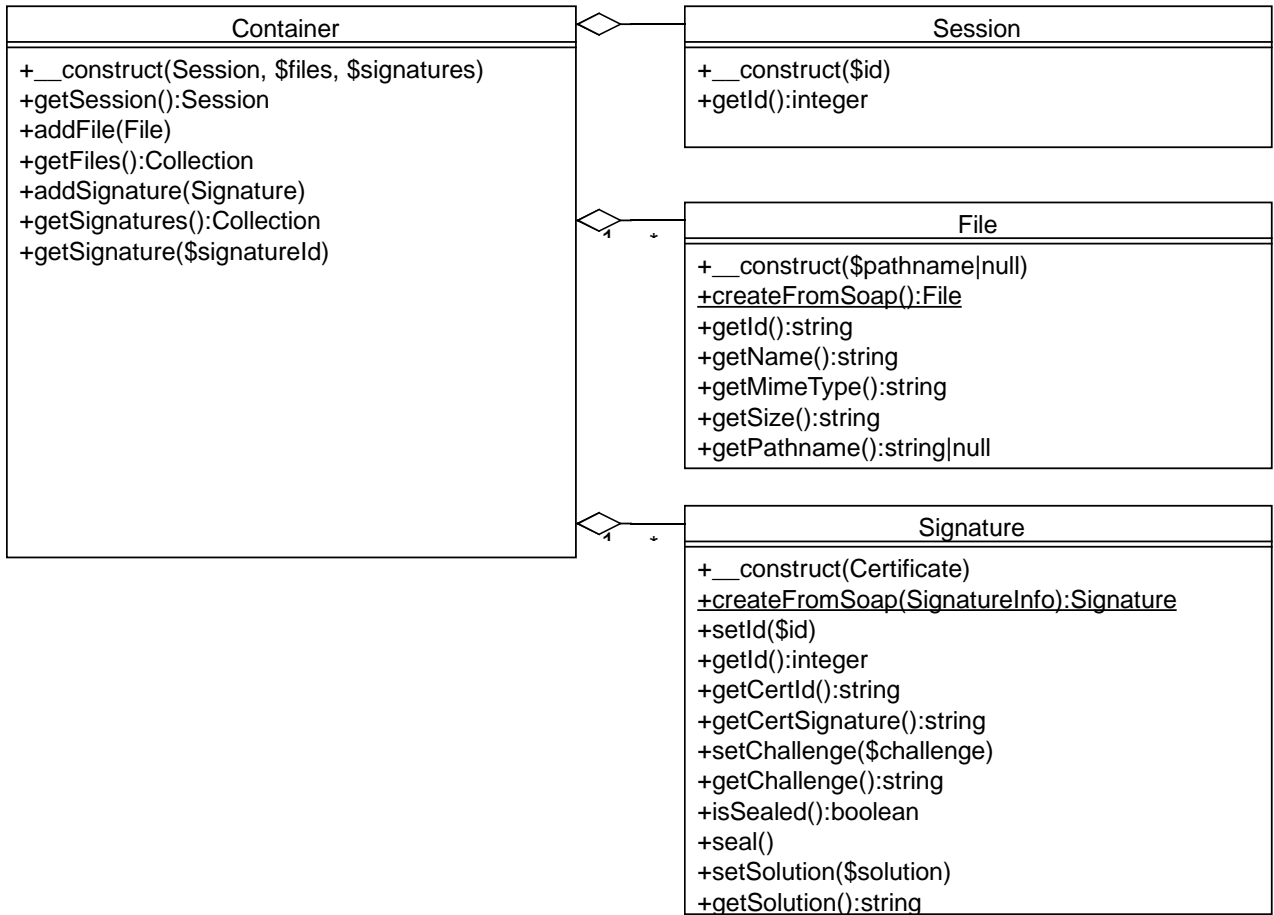 Container
+__construct(Session, $files, $signatures)
+getSession():Session
+addFile(File)
+getFiles():Collection
+addSignature(Signature)
+getSignatures():Collection
+getSignature($signatureId)
Session
+__construct($id)
+getId():integer
1 *
File
+__construct($pathname|null)
+createFromSoap():File
+getId():string
+getName():string
+getMimeType():string
+getSize():string
+getPathname():string|null
1 *
Signature
+__construct(Certificate)
+createFromSoap(SignatureInfo):Signature
+setId($id)
+getId():integer
+getCertId():string
+getCertSignature():string
+setChallenge($challenge)
+getChallenge():string
+isSealed():boolean
+seal()
+setSolution($solution)
+getSolution():string